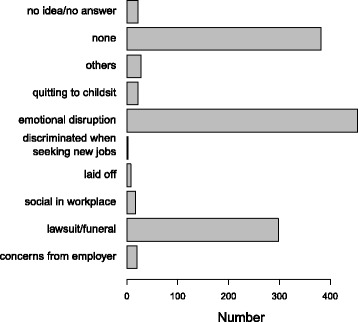 no idea/no answer
none
others
quitting to childsit
emotional disruption
discriminated when
seeking new jobs
laid off
social in workplace
lawsuit/funeral
concerns from employer
0 100 200 300 400
Number